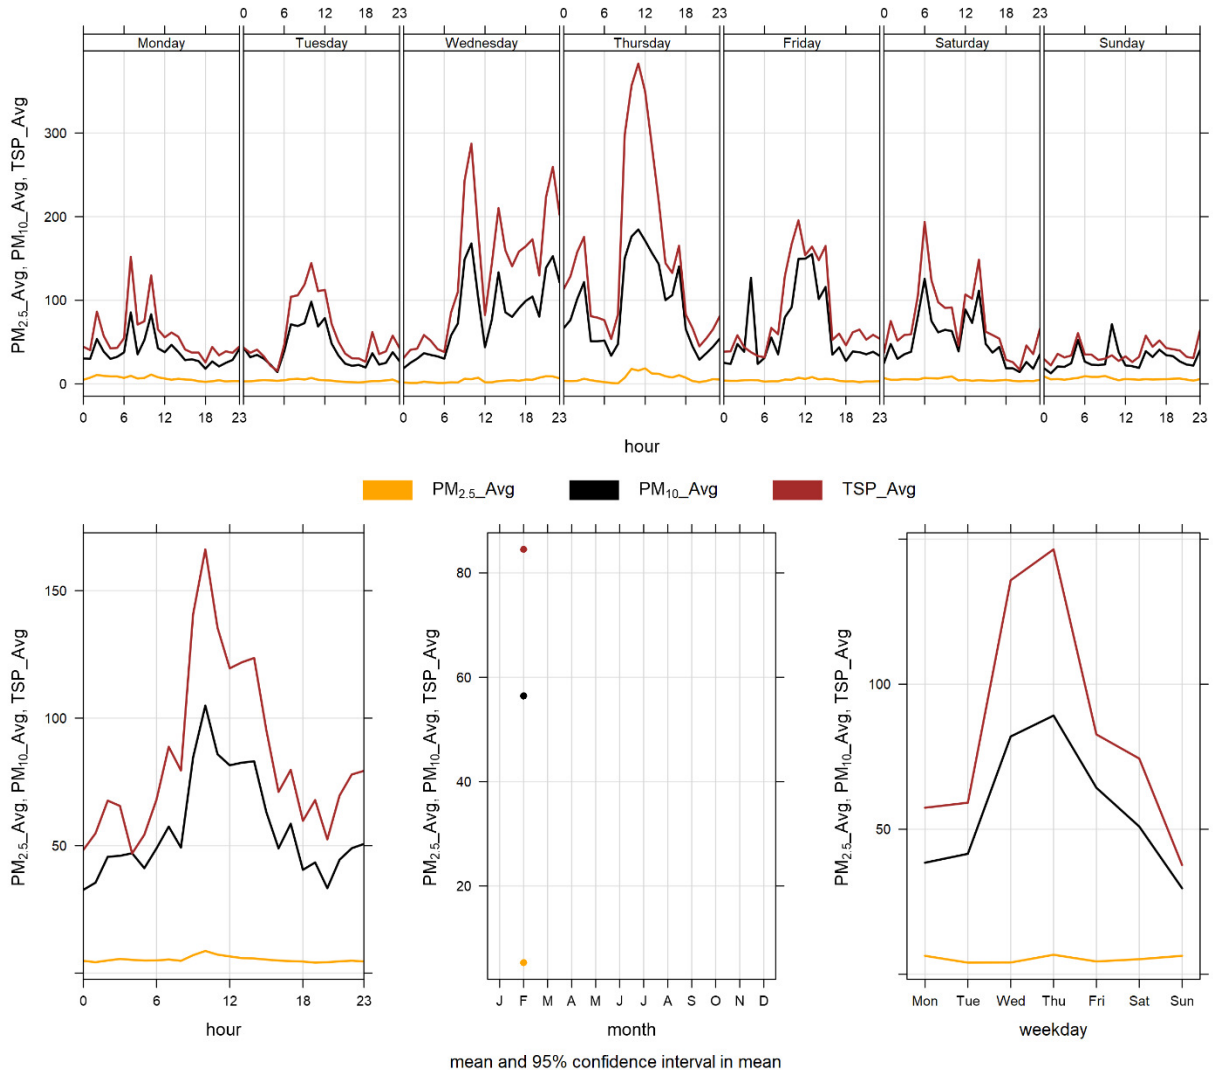 0 6 12 18 23 0 6 12 18 23 0 6 12 18 23
Monday Tuesday Wednesday Thursday Friday Saturday Sunday
PM2.5_Avg, PM10_Avg, TSP_Avg
300
200
100
0
0 6 12 18 23 0 6 12 18 23 0 6 12 18 23 0 6 12 18 23
hour
PM2.5_Avg PM10_Avg TSP_Avg
PM2.5_Avg, PM10_Avg, TSP_Avg
150
100
50
0 6 12 18 23
hour
PM2.5_Avg, PM10_Avg, TSP_Avg
80
60
40
20
J F M A M J J A S O N D
month
PM2.5_Avg, PM10_Avg, TSP_Avg
100
50
Mon Tue Wed Thu Fri Sat Sun
weekday
mean and 95% confidence interval in mean